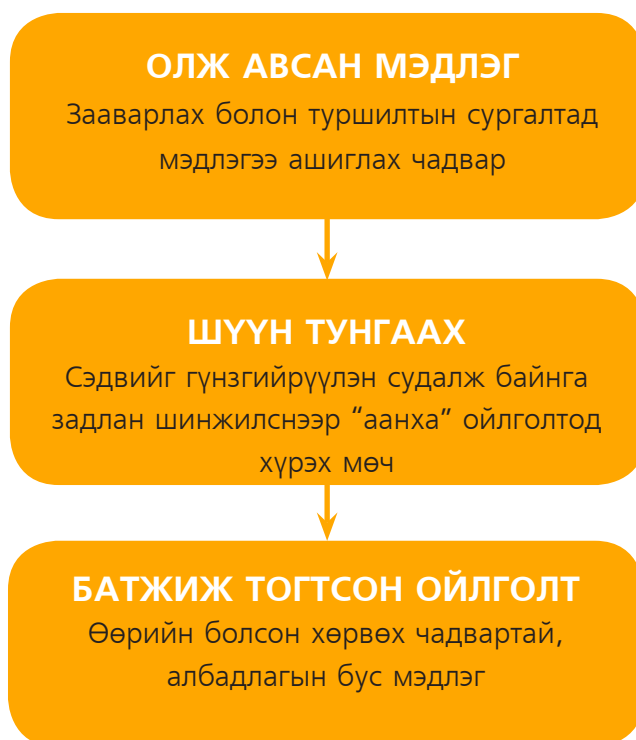 ОЛЖ АВСАН МЭДЛЭГ
Зааварлах болон туршилтын сургалтад
мэдлэгээ ашиглах чадвар
ШҮҮН ТУНГААХ
Сэдвийг гүнзгийрүүлэн судалж байнга
задлан шинжилснээр “аанха” ойлголтод
хүрэх мөч
БАТЖИЖ ТОГТСОН ОЙЛГОЛТ
Өөрийн болсон хөрвөх чадвартай,
албадлагын бус мэдлэг